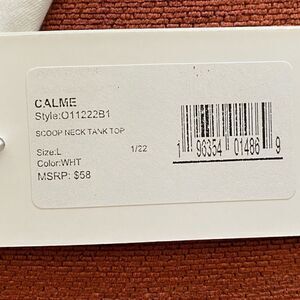 CALME
Style:O11222B1
SCOOP NECK TANK TOP
Size:L 1/22
Color:WHT
MSRP: $58
1 96354 01486 9